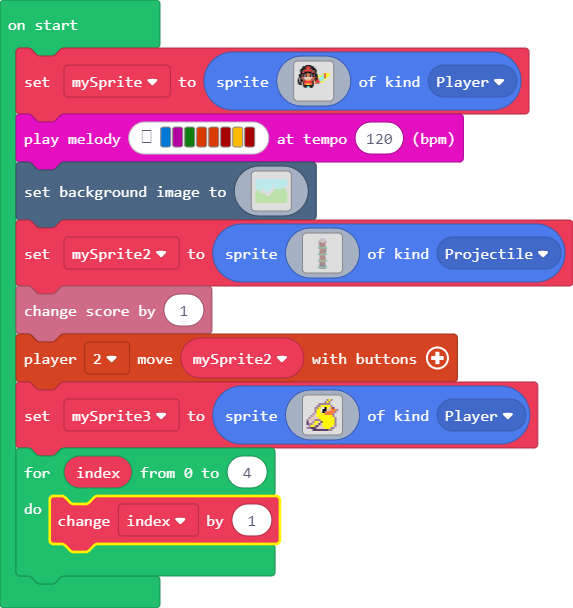 on start
set mySprite to sprite of kind Player
play melody at tempo 120 (bpm)
set background image to
set mySprite2 to sprite of kind Projectile
change score by 1
player 2 move mySprite2 with buttons
set mySprite3 to sprite of kind Player
for index from 0 to 4
do
change index by 1